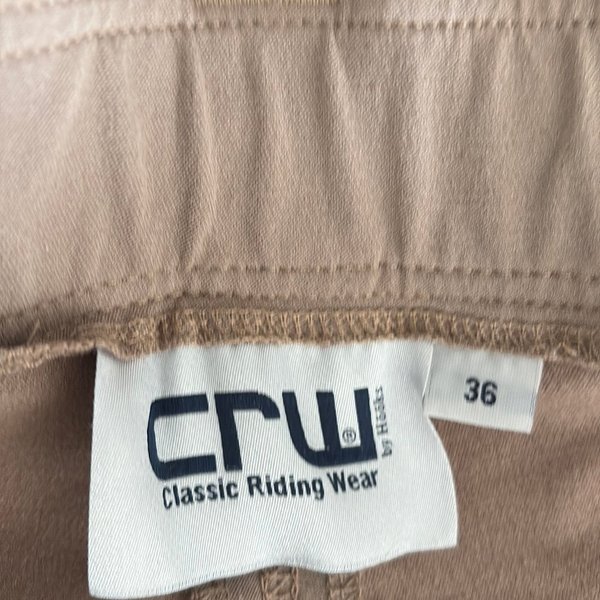 crw®
by Hööks
Classic Riding Wear
36